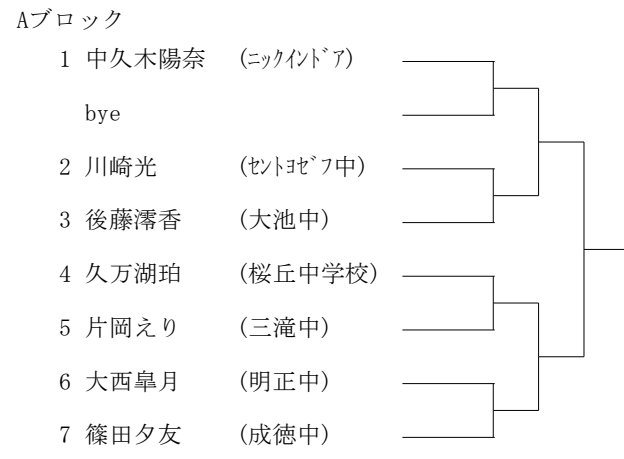 Aブロック
1 中久木陽奈 (ﾆｯｸｲﾝﾄﾞｱ)
bye
2 川崎光 (ｾﾝﾄﾖｾﾞﾌ中)
3 後藤澪香 (大池中)
4 久万湖珀 (桜丘中学校)
5 片岡えり (三滝中)
6 大西皐月 (明正中)
7 篠田夕友 (成徳中)